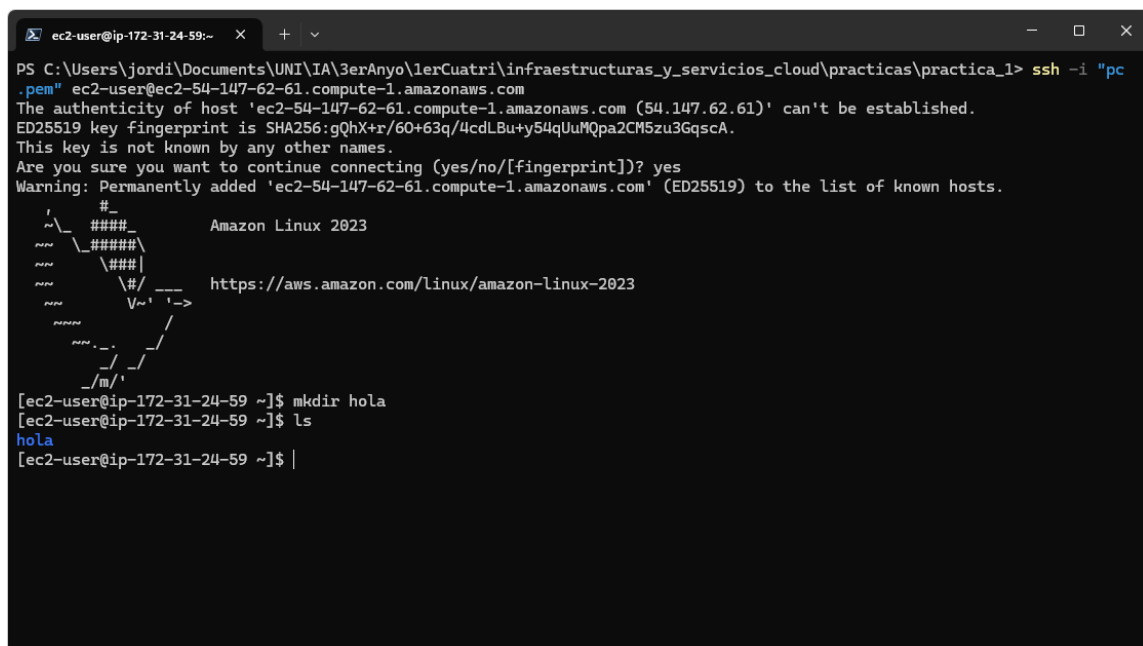 ec2-user@ip-172-31-24-59:~
PS C:\Users\jordi\Documents\UNI\IA\3erAnyo\1erCuatri\infraestructuras_y_servicios_cloud\practicas\practica_1> ssh -i "pc
.pem" ec2-user@ec2-54-147-62-61.compute-1.amazonaws.com
The authenticity of host 'ec2-54-147-62-61.compute-1.amazonaws.com (54.147.62.61)' can't be established.
ED25519 key fingerprint is SHA256:gQhX+r/6O+63q/4cdLBu+y54qUuMQpa2CM5zu3GqscA.
This key is not known by any other names.
Are you sure you want to continue connecting (yes/no/[fingerprint])? yes
Warning: Permanently added 'ec2-54-147-62-61.compute-1.amazonaws.com' (ED25519) to the list of known hosts.
   ,     #_
   ~\_  ####_        Amazon Linux 2023
  ~~  \_#####\
  ~~     \###|
  ~~       \#/ ___   https://aws.amazon.com/linux/amazon-linux-2023
   ~~       V~' '->
    ~~~         /
      ~~._.   _/
         _/ _/
       _/m/'
[ec2-user@ip-172-31-24-59 ~]$ mkdir hola
[ec2-user@ip-172-31-24-59 ~]$ ls
hola
[ec2-user@ip-172-31-24-59 ~]$